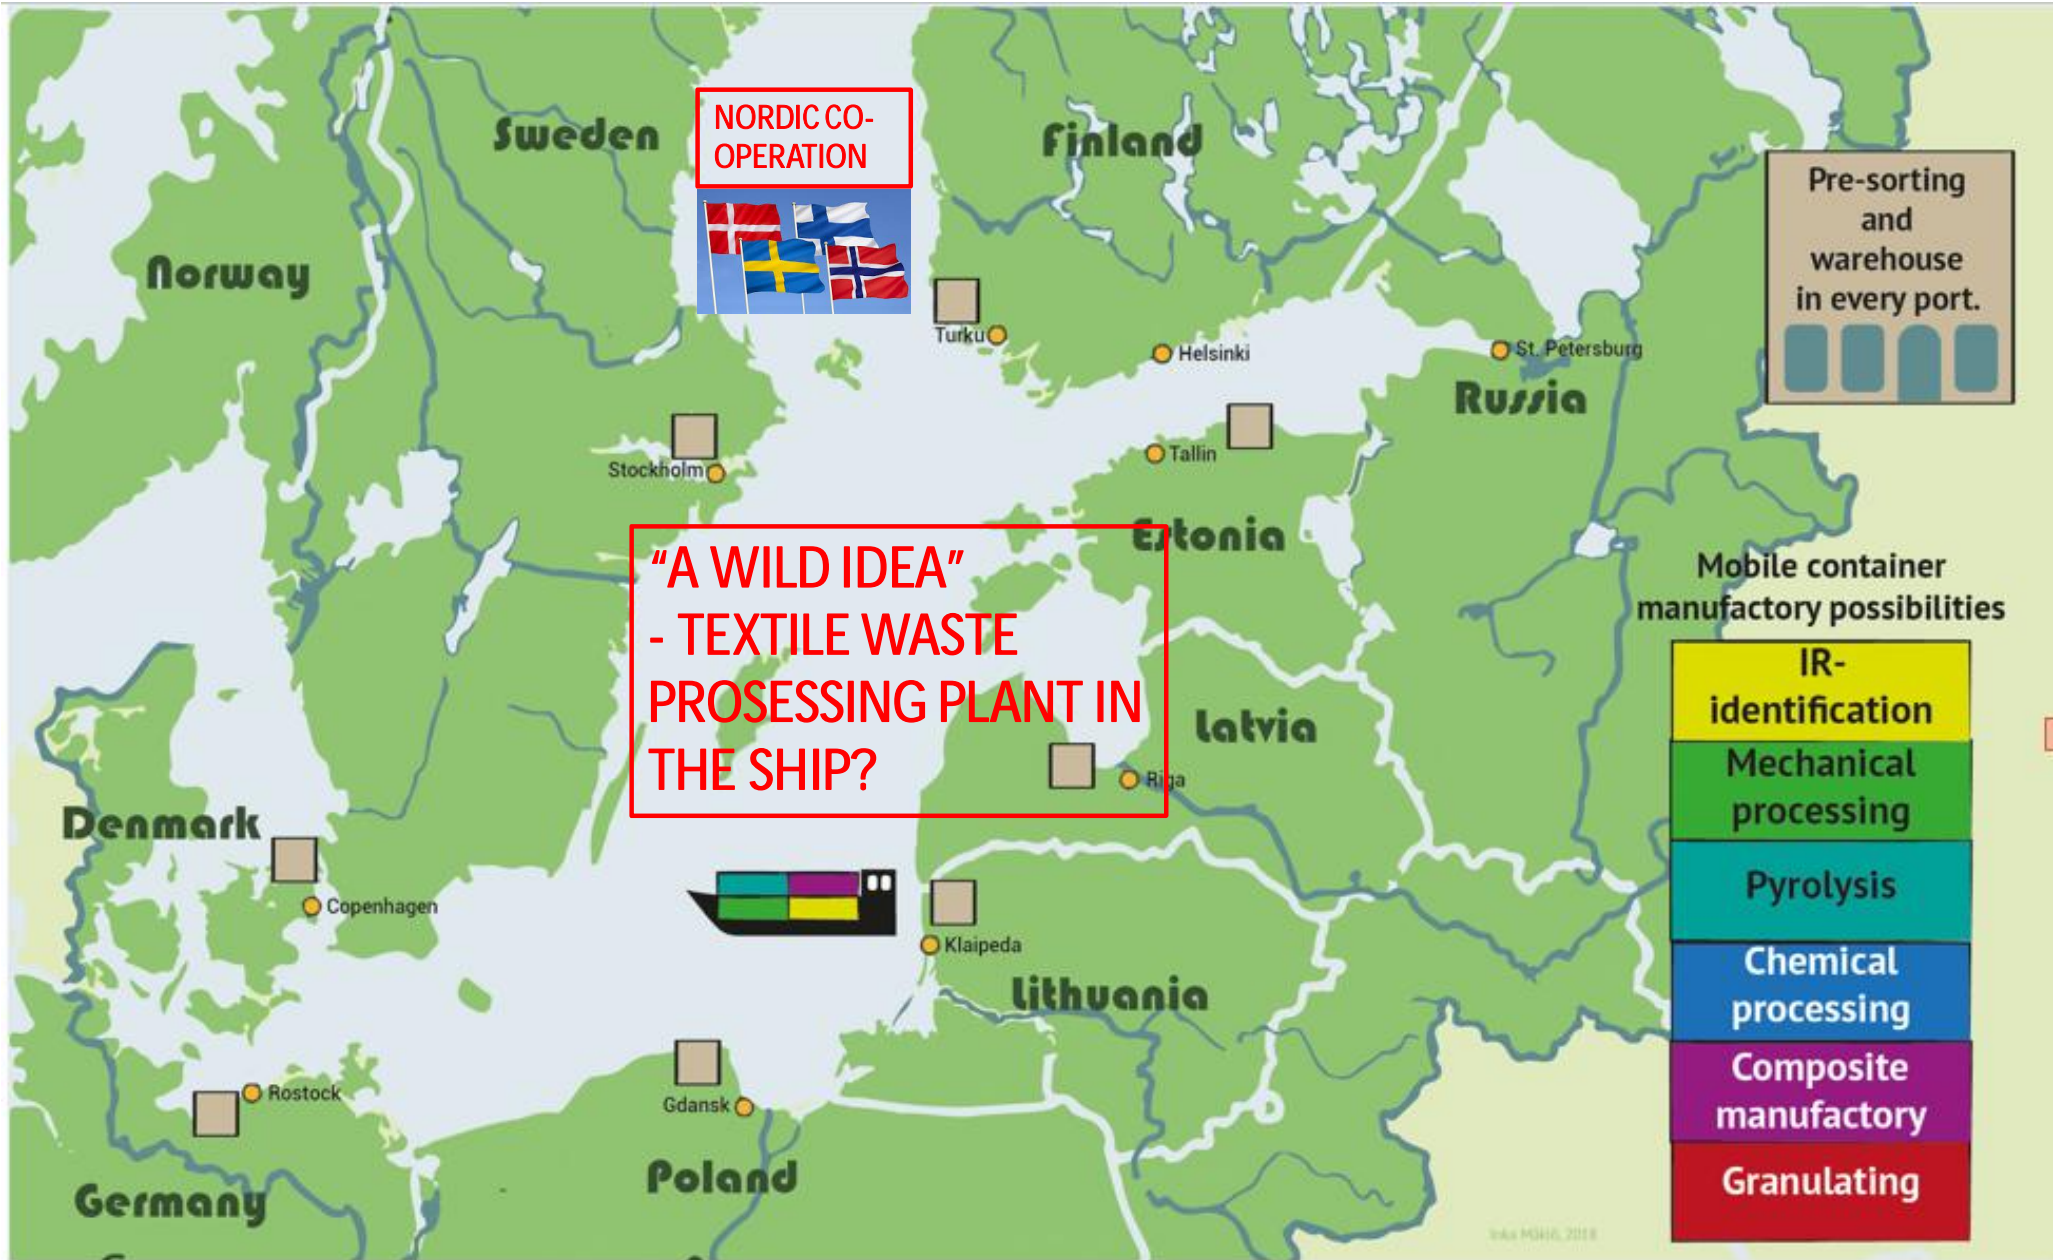 Sweden
NORDIC CO-
OPERATION
Finland
Norway
Pre-sorting
and
warehouse
in every port.
Turku
Helsinki
St. Petersburg
Russia
Stockholm
Tallin
Estonia
"A WILD IDEA"
- TEXTILE WASTE
PROSESSING PLANT IN
THE SHIP?
Latvia
Riga
Mobile container
manufactory possibilities
IR-
identification
Mechanical
processing
Pyrolysis
Chemical
processing
Composite
manufactory
Granulating
Denmark
Copenhagen
Klaipeda
Lithuania
Rostock
Gdansk
Germany
Poland